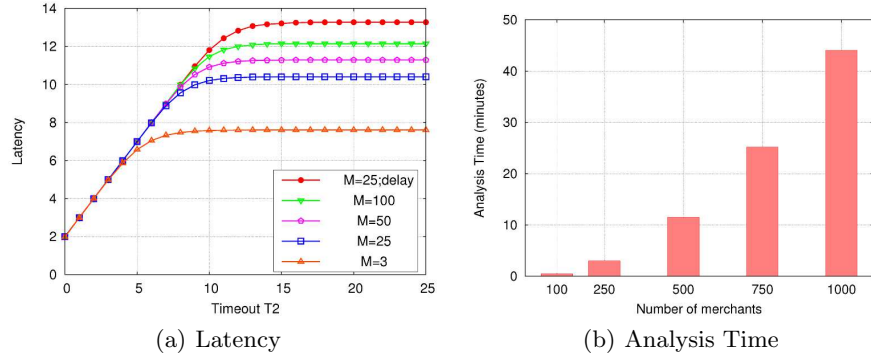 14
12
10
8
6
4
2
0
Latency
0 5 10 15 20 25
Timeout T2
M=25;delay
M=100
M=50
M=25
M=3
(a) Latency
50
40
30
20
10
0
Analysis Time (minutes)
100 250 500 750 1000
Number of merchants
(b) Analysis Time